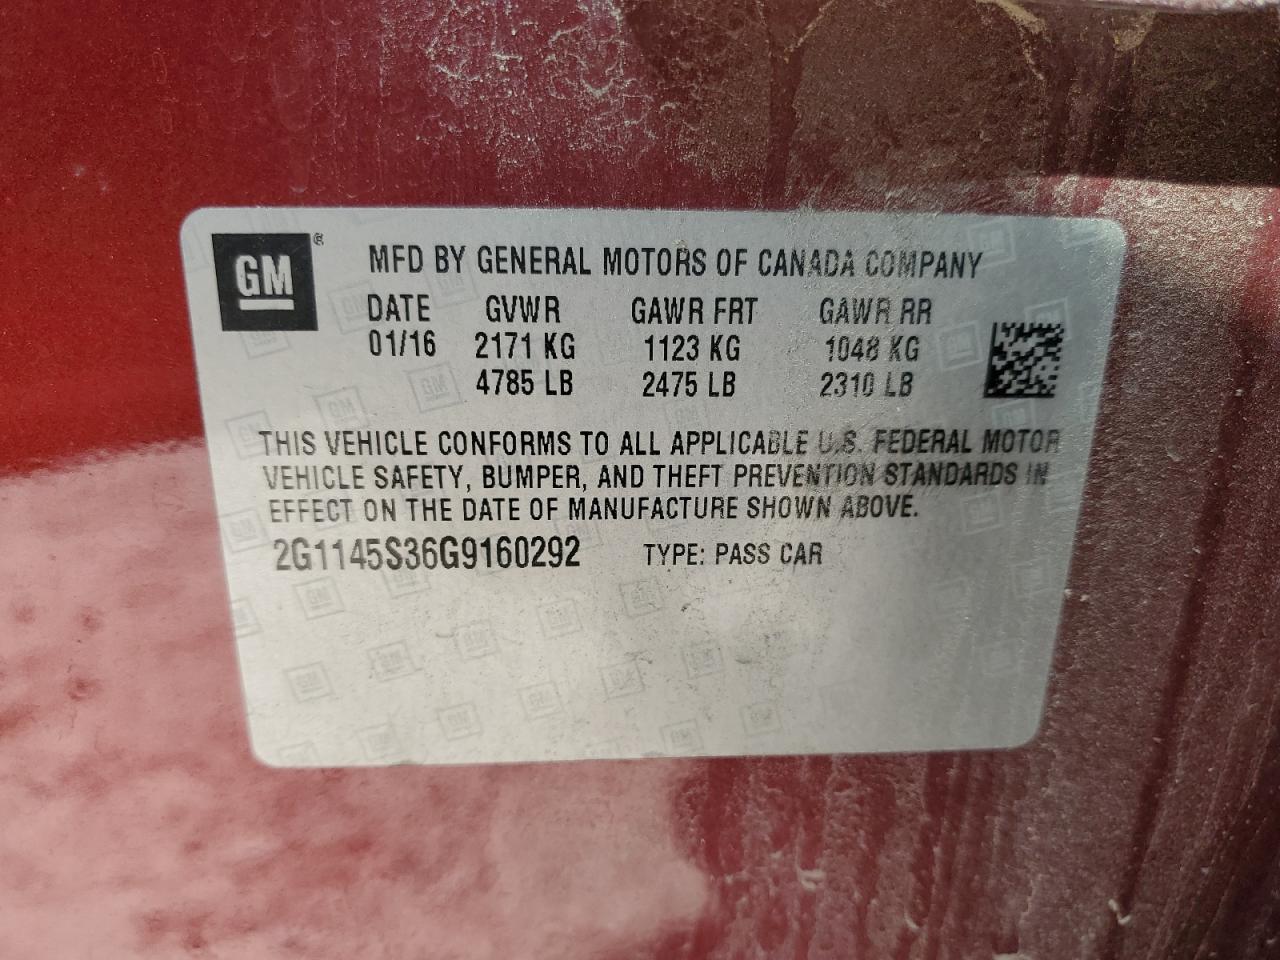 GM®
MFD BY GENERAL MOTORS OF CANADA COMPANY
DATE GVWR GAWR FRT GAWR RR
01/16 2171 KG 1123 KG 1048 KG
4785 LB 2475 LB 2310 LB
THIS VEHICLE CONFORMS TO ALL APPLICABLE U.S. FEDERAL MOTOR
VEHICLE SAFETY, BUMPER, AND THEFT PREVENTION STANDARDS IN
EFFECT ON THE DATE OF MANUFACTURE SHOWN ABOVE.
2G1145S36G9160292 TYPE: PASS CAR